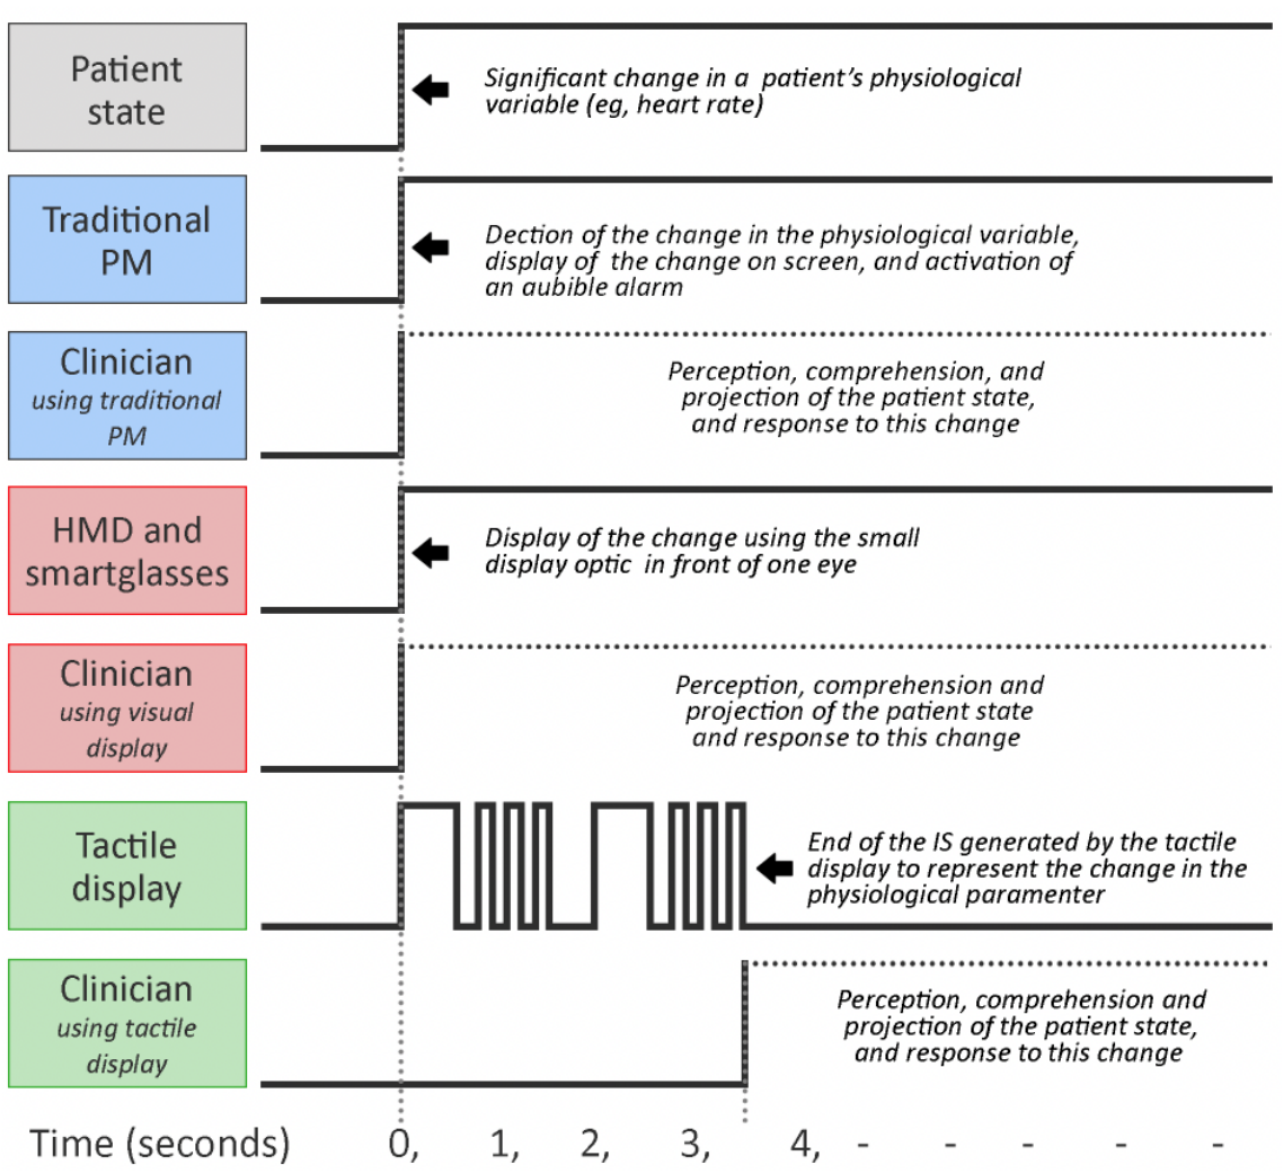 Patient
state
Significant change in a patient's physiological
variable (eg, heart rate)
Traditional
PM
Dection of the change in the physiological variable,
display of the change on screen, and activation of
an aubible alarm
Clinician
using traditional
PM
Perception, comprehension, and
projection of the patient state,
and response to this change
HMD and
smartglasses
Display of the change using the small
display optic in front of one eye
Clinician
using visual
display
Perception, comprehension and
projection of the patient state
and response to this change
Tactile
display
End of the IS generated by the tactile
display to represent the change in the
physiological paramenter
Clinician
using tactile
display
Perception, comprehension and
projection of the patient state,
and response to this change
Time (seconds) 0, 1, 2, 3, 4, - - - - -